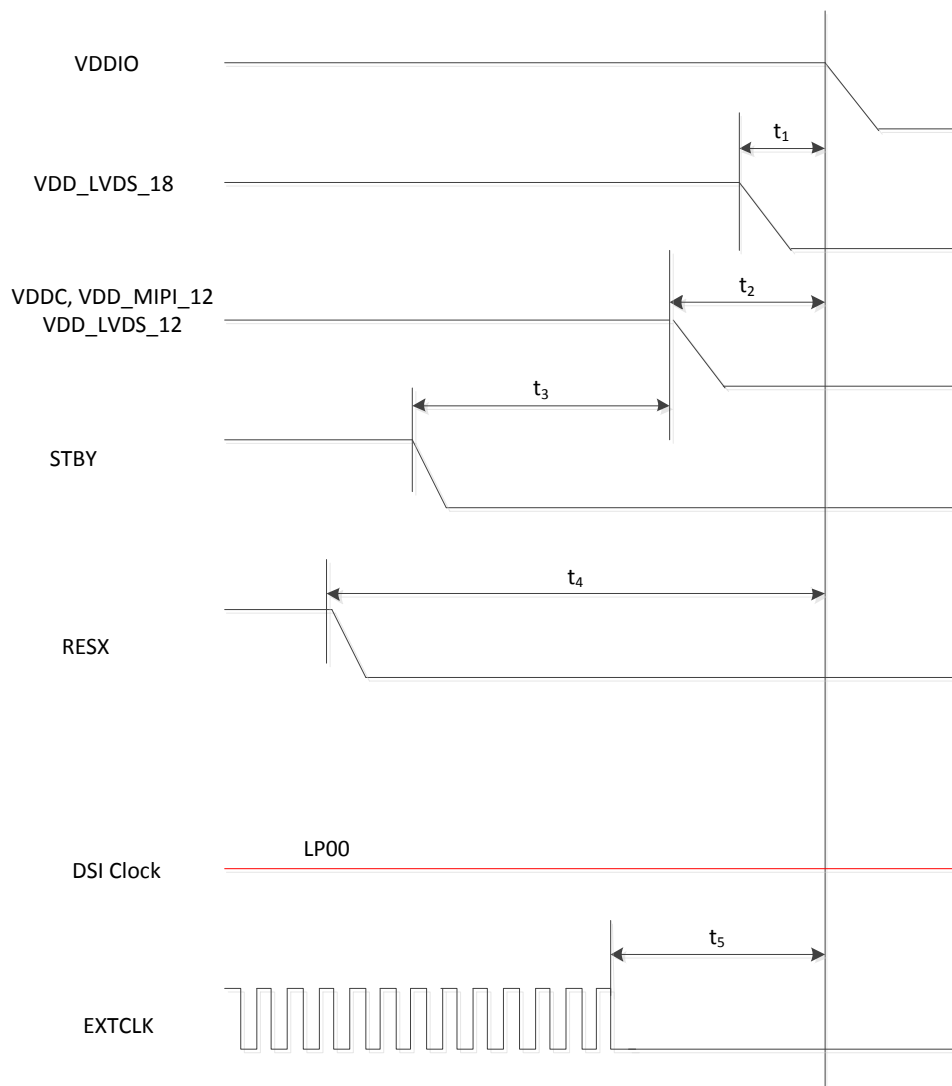 VDDIO
t1
VDD_LVDS_18
t2
VDDC, VDD_MIPI_12
VDD_LVDS_12
t3
STBY
t4
RESX
LP00
DSI Clock
t5
EXTCLK